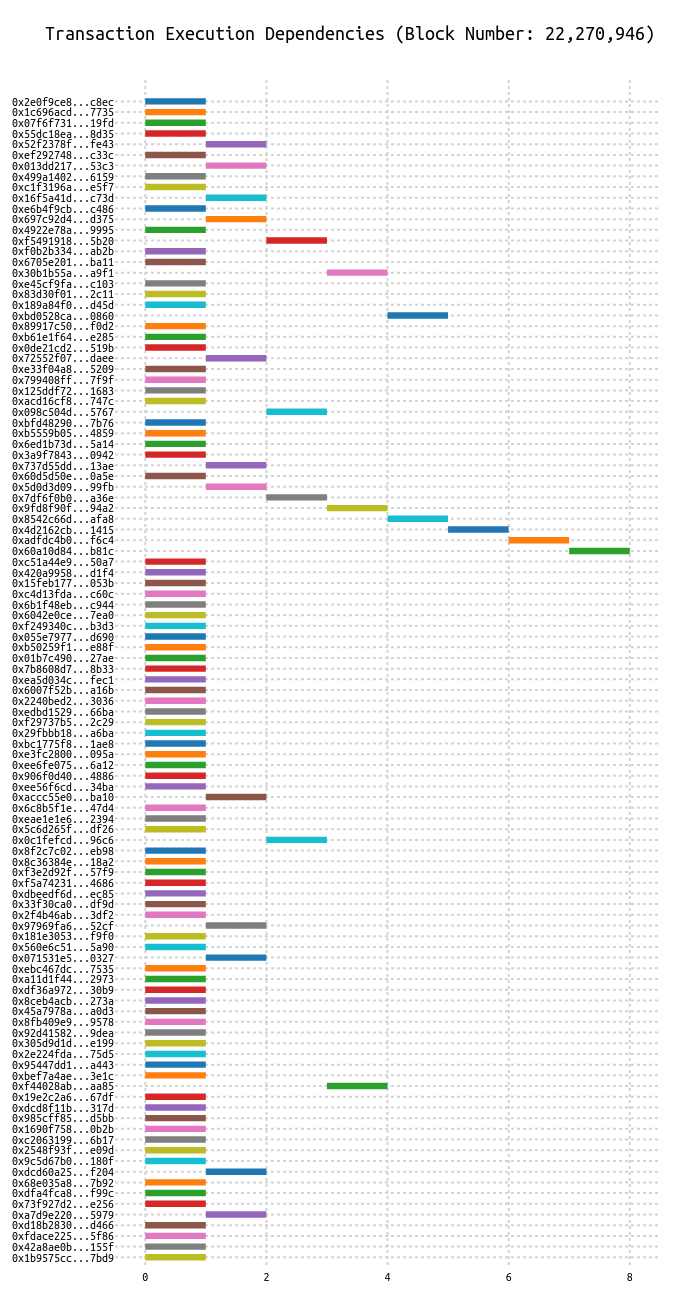 Transaction Execution Dependencies (Block Number: 22,270,946)
0x2e0f9ce8...c8ec
0x1c696acd...7735
0x07f6f731...19fd
0x55dc18ea...8d35
0x52f2378f...fe43
0xef292748...c33c
0x013dd217...53c3
0x499a1402...6159
0xc1f3196a...e5f7
0x16f5a41d...c73d
0xe6b4f9cb...c486
0x697c92d4...d375
0x4922e78a...9995
0xf5491918...5b20
0xf0b2b334...ab2b
0x6705e201...ba11
0x30b1b55a...a9f1
0xe45cf9fa...c103
0x83d30f01...2c11
0x189a84f0...d45d
0xbd0528ca...0860
0x89917c50...f0d2
0xb61e1f64...e285
0x0de21cd2...519b
0x72552f07...daee
0xe33f04a8...5209
0x799408ff...7f9f
0x125ddf72...1683
0xacd16cf8...747c
0x098c504d...5767
0xbfd48290...7b76
0xb5559b05...4859
0x6ed1b73d...5a14
0x3a9f7843...0942
0x737d55dd...13ae
0x60d5d50e...0a5e
0x5d0d3d09...99fb
0x7df6f0b0...a36e
0x9fd8f90f...94a2
0x8542c66d...afa8
0x4d2162cb...1415
0xadfdc4b0...f6c4
0x60a10d84...b81c
0xc51a44e9...50a7
0x420a9958...d1f4
0x15feb177...053b
0xc4d13fda...c60c
0x6b1f48eb...c944
0x6042e0ce...7ea0
0xf249340c...b3d3
0x055e7977...d690
0xb50259f1...e88f
0x01b7c490...27ae
0x7b8608d7...8b33
0xea5d034c...fec1
0x6007f52b...a16b
0x2240bed2...3036
0xedbd1529...66ba
0xf29737b5...2c29
0x29fbbb18...a6ba
0xbc1775f8...1ae8
0xe3fc2800...095a
0xee6fe075...6a12
0x906f0d40...4886
0xee56f6cd...34ba
0xaccc55e0...ba10
0x6c8b5f1e...47d4
0xeae1e1e6...2394
0x5c6d265f...df26
0x0c1fefcd...96c6
0x8f2c7c02...eb98
0x8c36384e...18a2
0xf3e2d92f...57f9
0xf5a74231...4686
0xdbeedf6d...ec85
0x33f30ca0...df9d
0x2f4b46ab...3df2
0x97969fa6...52cf
0x181e3053...f9f0
0x560e6c51...5a90
0x071531e5...0327
0xebc467dc...7535
0xa11d1f44...2973
0xdf36a972...30b9
0x8ceb4acb...273a
0x45a7978a...a0d3
0x8fb409e9...9578
0x92d41582...9dea
0x305d9d1d...e199
0x2e224fda...75d5
0x95447dd1...a443
0xbef7a4ae...3e1c
0xf44028ab...aa85
0x19e2c2a6...67df
0xdcd8f11b...317d
0x985cff85...d5bb
0x1690f758...0b2b
0xc2063199...6b17
0x2548f93f...e09d
0x9c5d67b0...180f
0xdcd60a25...f204
0x68e035a8...7b92
0xdfa4fca8...f99c
0x73f927d2...e256
0xa7d9e220...5979
0xd18b2830...d466
0xfdace225...5f86
0x42a8ae0b...155f
0x1b9575cc...7bd9
0 2 4 6 8